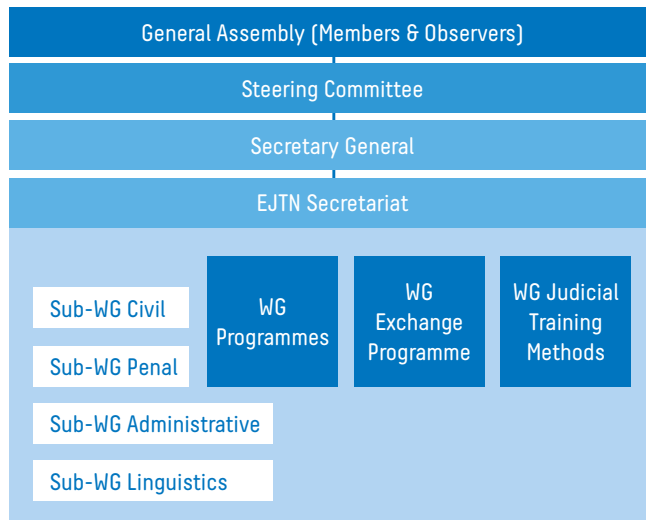 General Assembly (Members & Observers)
Steering Committee
Secretary General
EJTN Secretariat
Sub-WG Civil
Sub-WG Penal
Sub-WG Administrative
Sub-WG Linguistics
WG
Programmes
WG
Exchange
Programme
WG Judicial
Training
Methods